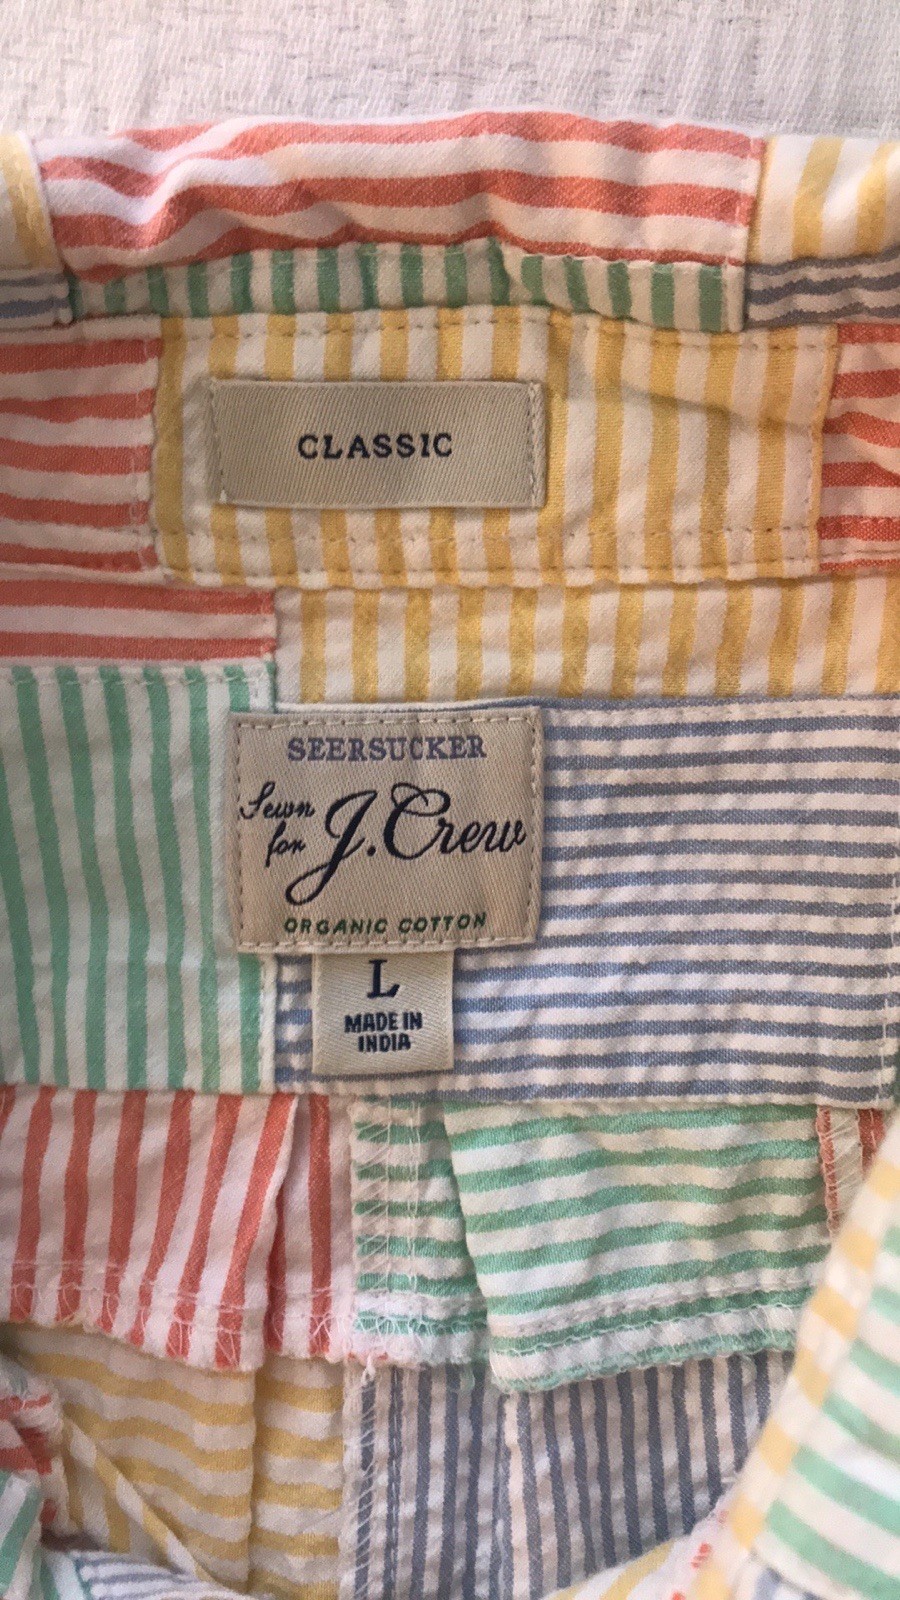 CLASSIC
SEERSUCKER
Sewn
for J.Crew
ORGANIC COTTON
L
MADE IN
INDIA